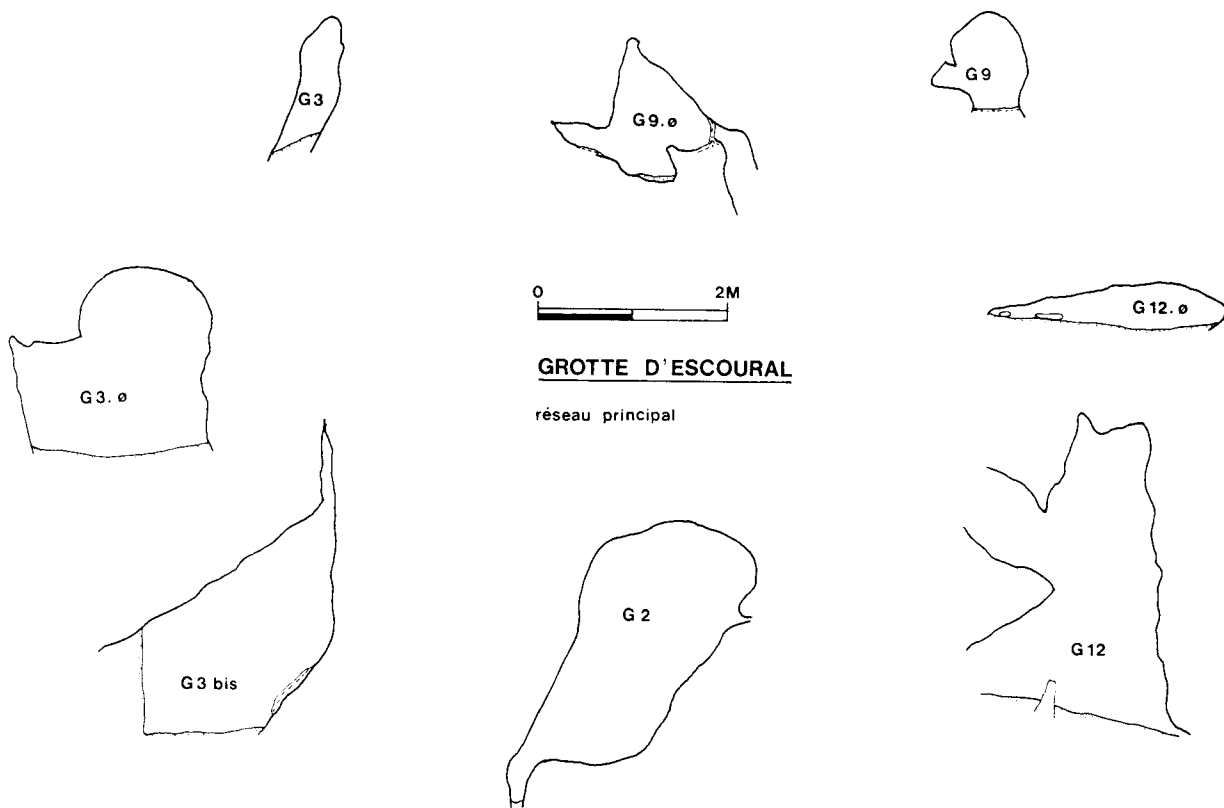 G3
G9.ø
G9
G3.ø
0 2M
G12.ø
GROTTE D'ESCOURAL
réseau principal
G3 bis
G2
G12